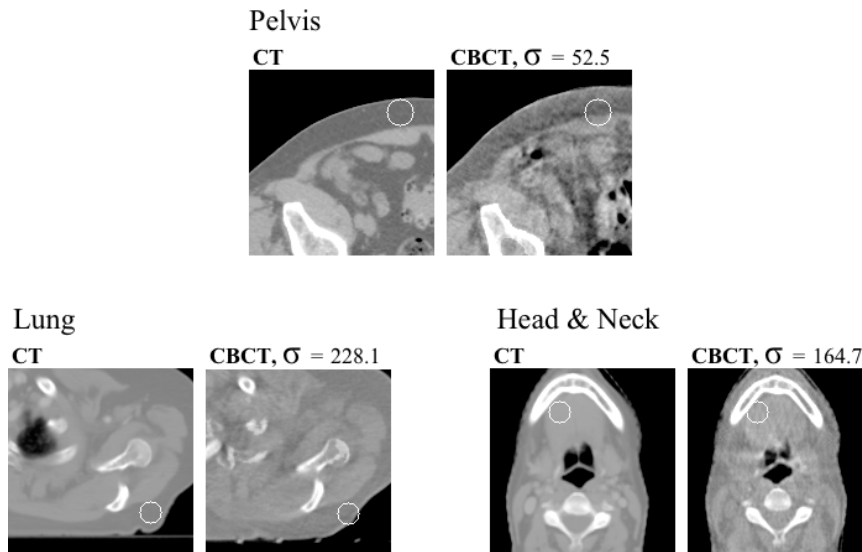 Pelvis
CT
CBCT, σ = 52.5
Lung
CT
CBCT, σ = 228.1
Head & Neck
CT
CBCT, σ = 164.7